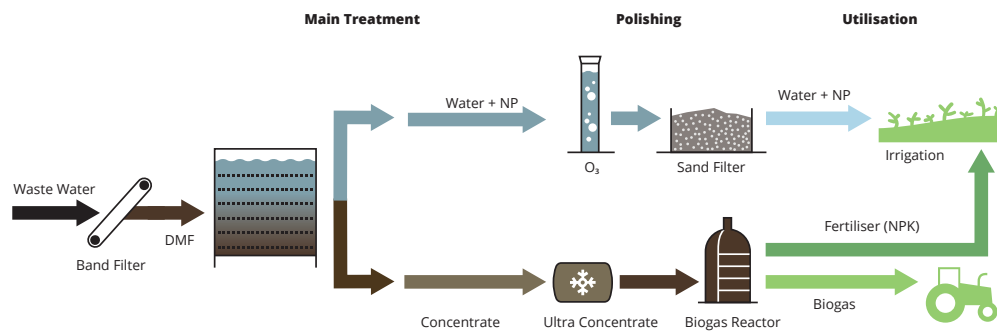 Main Treatment
Polishing
Utilisation
Water + NP
Water + NP
O₃
Sand Filter
Irrigation
Waste Water
DMF
Band Filter
Fertiliser (NPK)
Biogas
Concentrate
Ultra Concentrate
Biogas Reactor